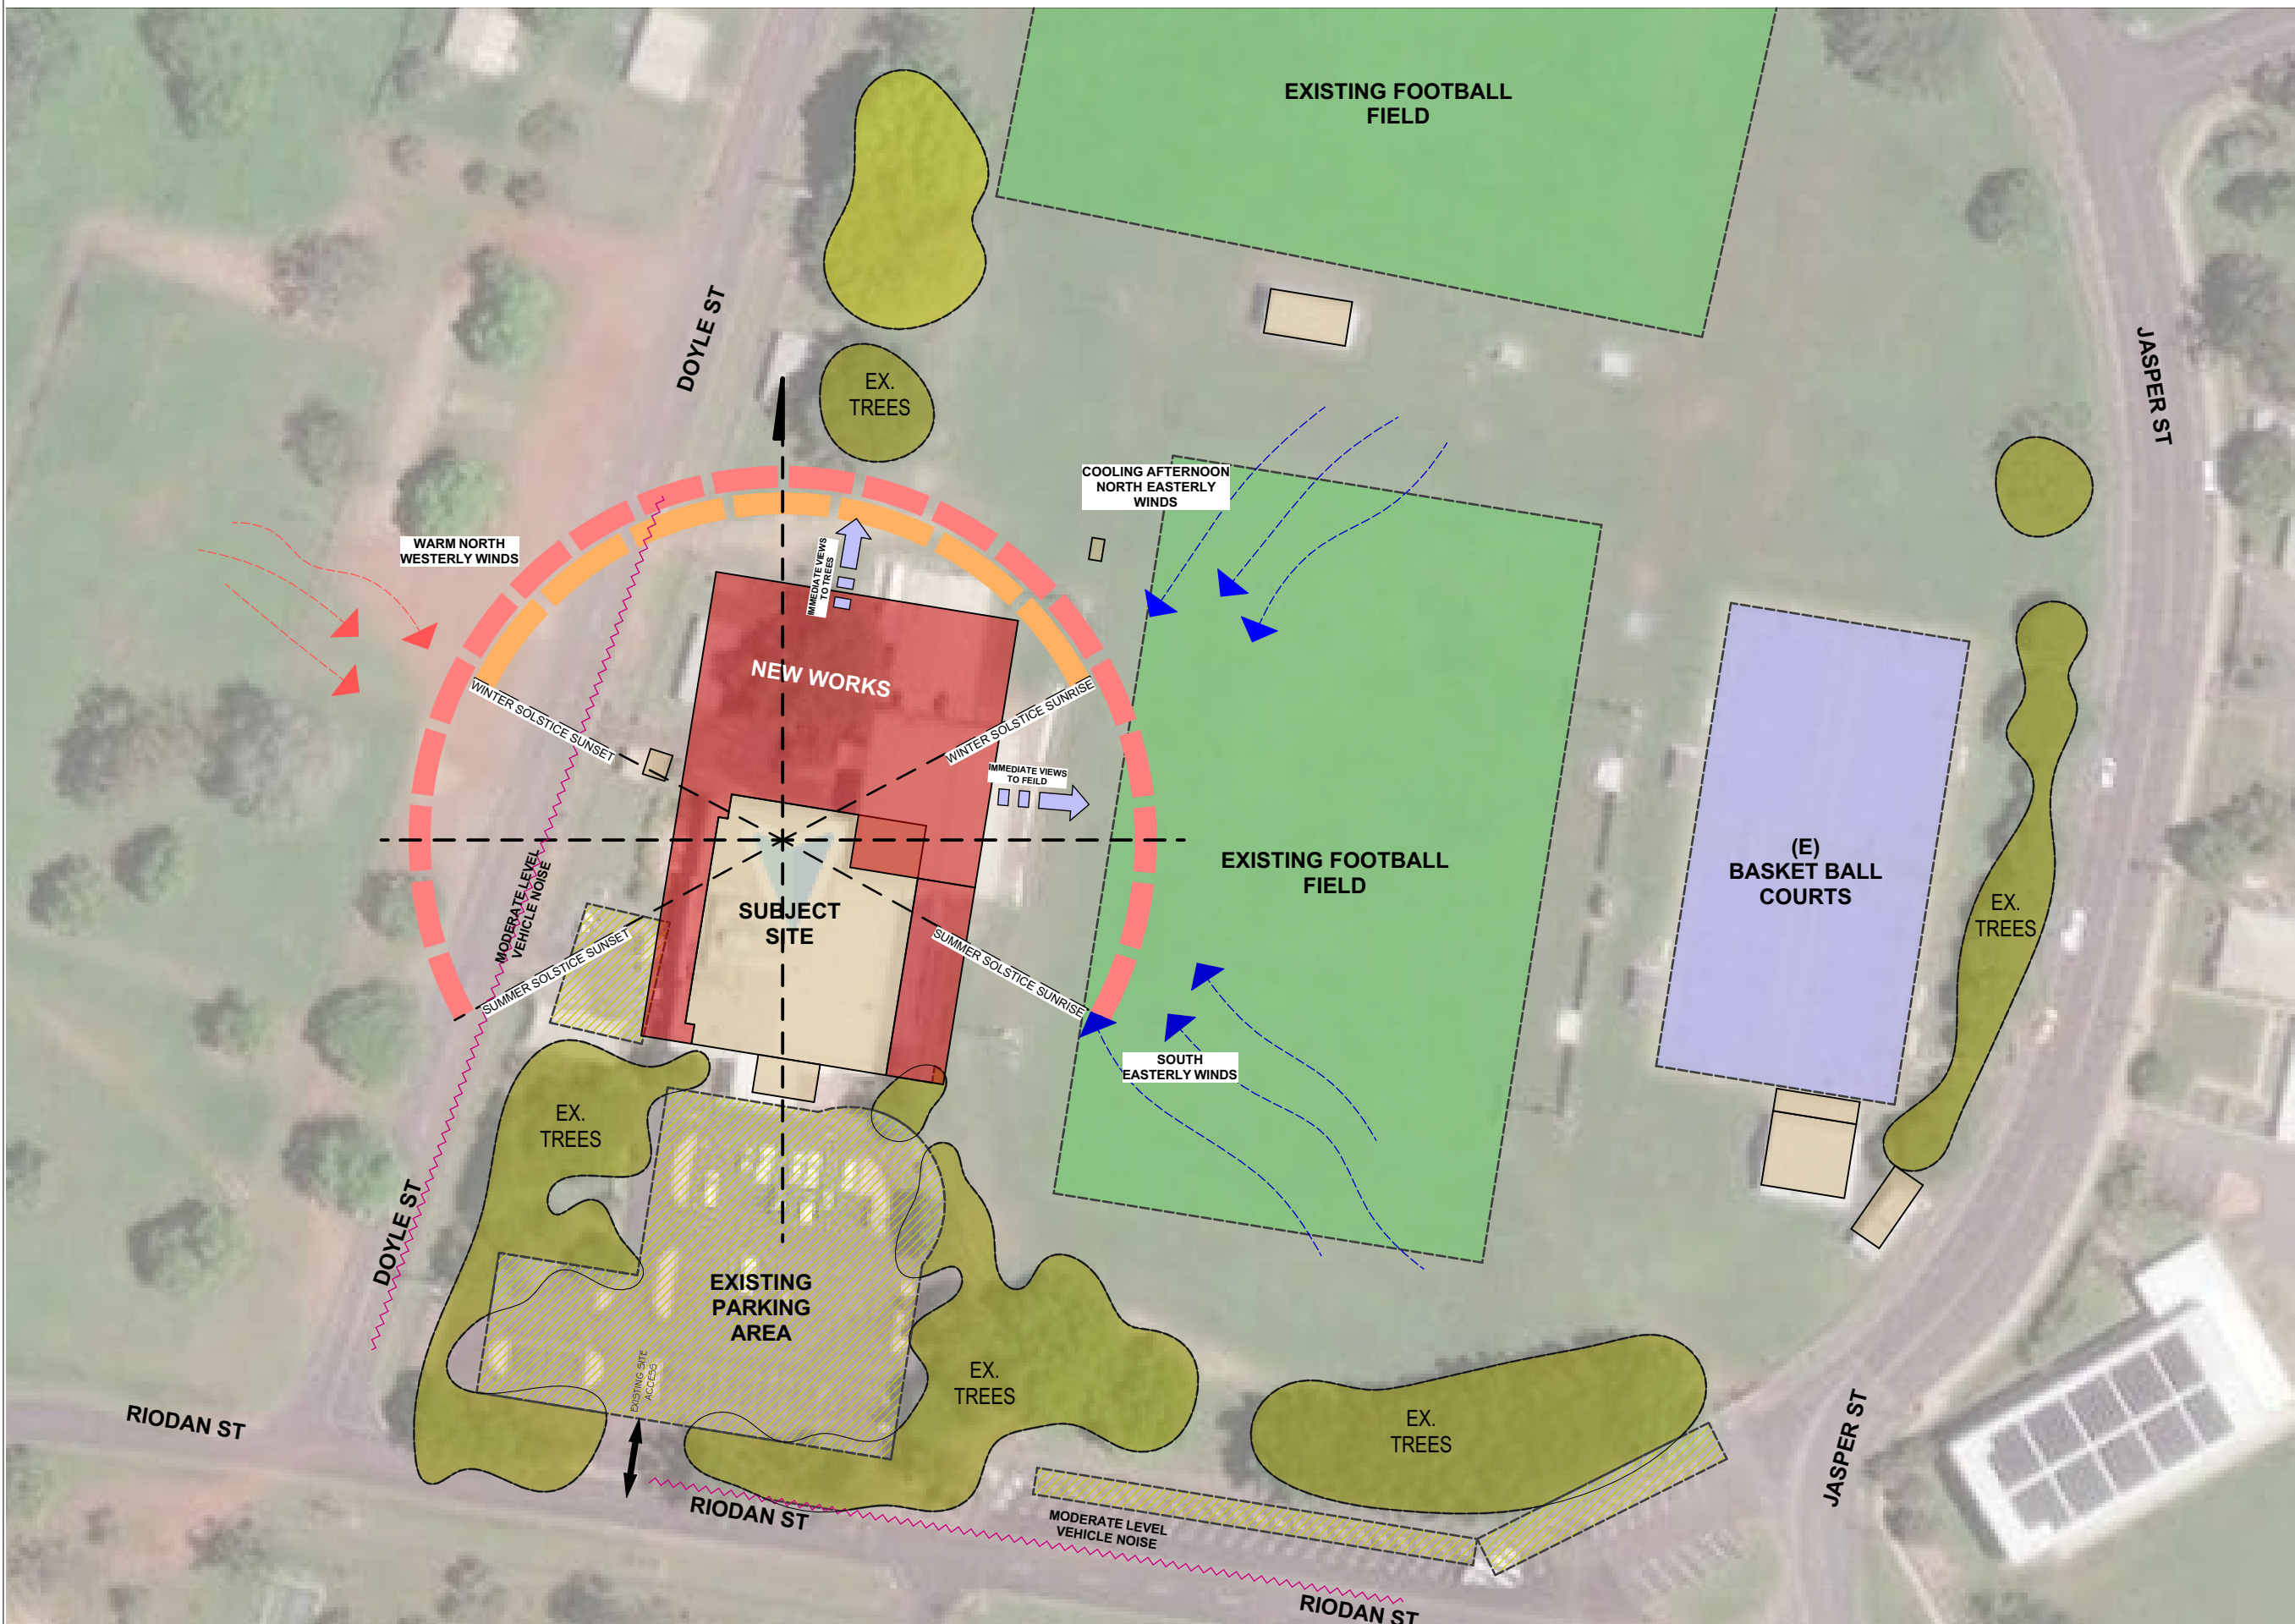 EXISTING FOOTBALL
FIELD
DOYLE ST
JASPER ST
EX.
TREES
COOLING AFTERNOON
NORTH EASTERLY
WINDS
WARM NORTH
WESTERLY WINDS
IMMEDIATE VIEWS
TO TREES
NEW WORKS
WINTER SOLSTICE SUNSET
WINTER SOLSTICE SUNRISE
IMMEDIATE VIEWS
TO FEILD
MODERATE LEVEL
VEHICLE NOISE
EXISTING FOOTBALL
FIELD
(E)
BASKET BALL
COURTS
SUBJECT
SITE
EX.
TREES
SUMMER SOLSTICE SUNSET
SUMMER SOLSTICE SUNRISE
SOUTH
EASTERLY WINDS
EX.
TREES
DOYLE ST
EXISTING
PARKING
AREA
EXISTING SITE
ACCESS
EX.
TREES
EX.
TREES
JASPER ST
RIODAN ST
RIODAN ST
MODERATE LEVEL
VEHICLE NOISE
RIODAN ST